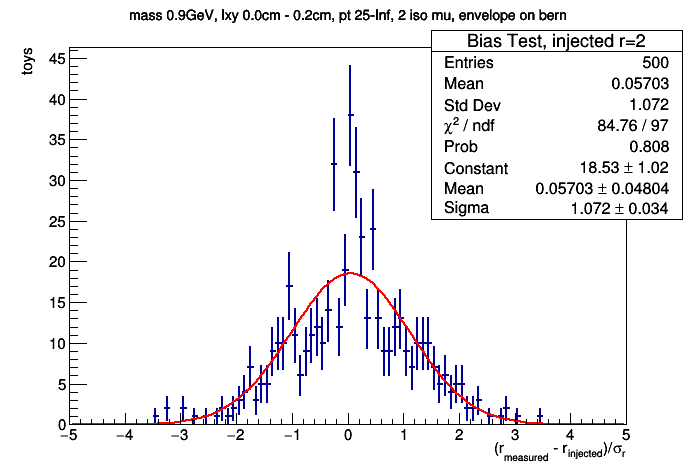 mass 0.9GeV, lxy 0.0cm - 0.2cm, pt 25-Inf, 2 iso mu, envelope on bern
Bias Test, injected r=2
Entries 500
Mean 0.05703
Std Dev 1.072
χ² / ndf 84.76 / 97
Prob 0.808
Constant 18.53 ± 1.02
Mean 0.05703 ± 0.04804
Sigma 1.072 ± 0.034
toys
45
40
35
30
25
20
15
10
5
0
−5 −4 −3 −2 −1 0 1 2 3 4 5
(r_measured - r_injected)/σ_r